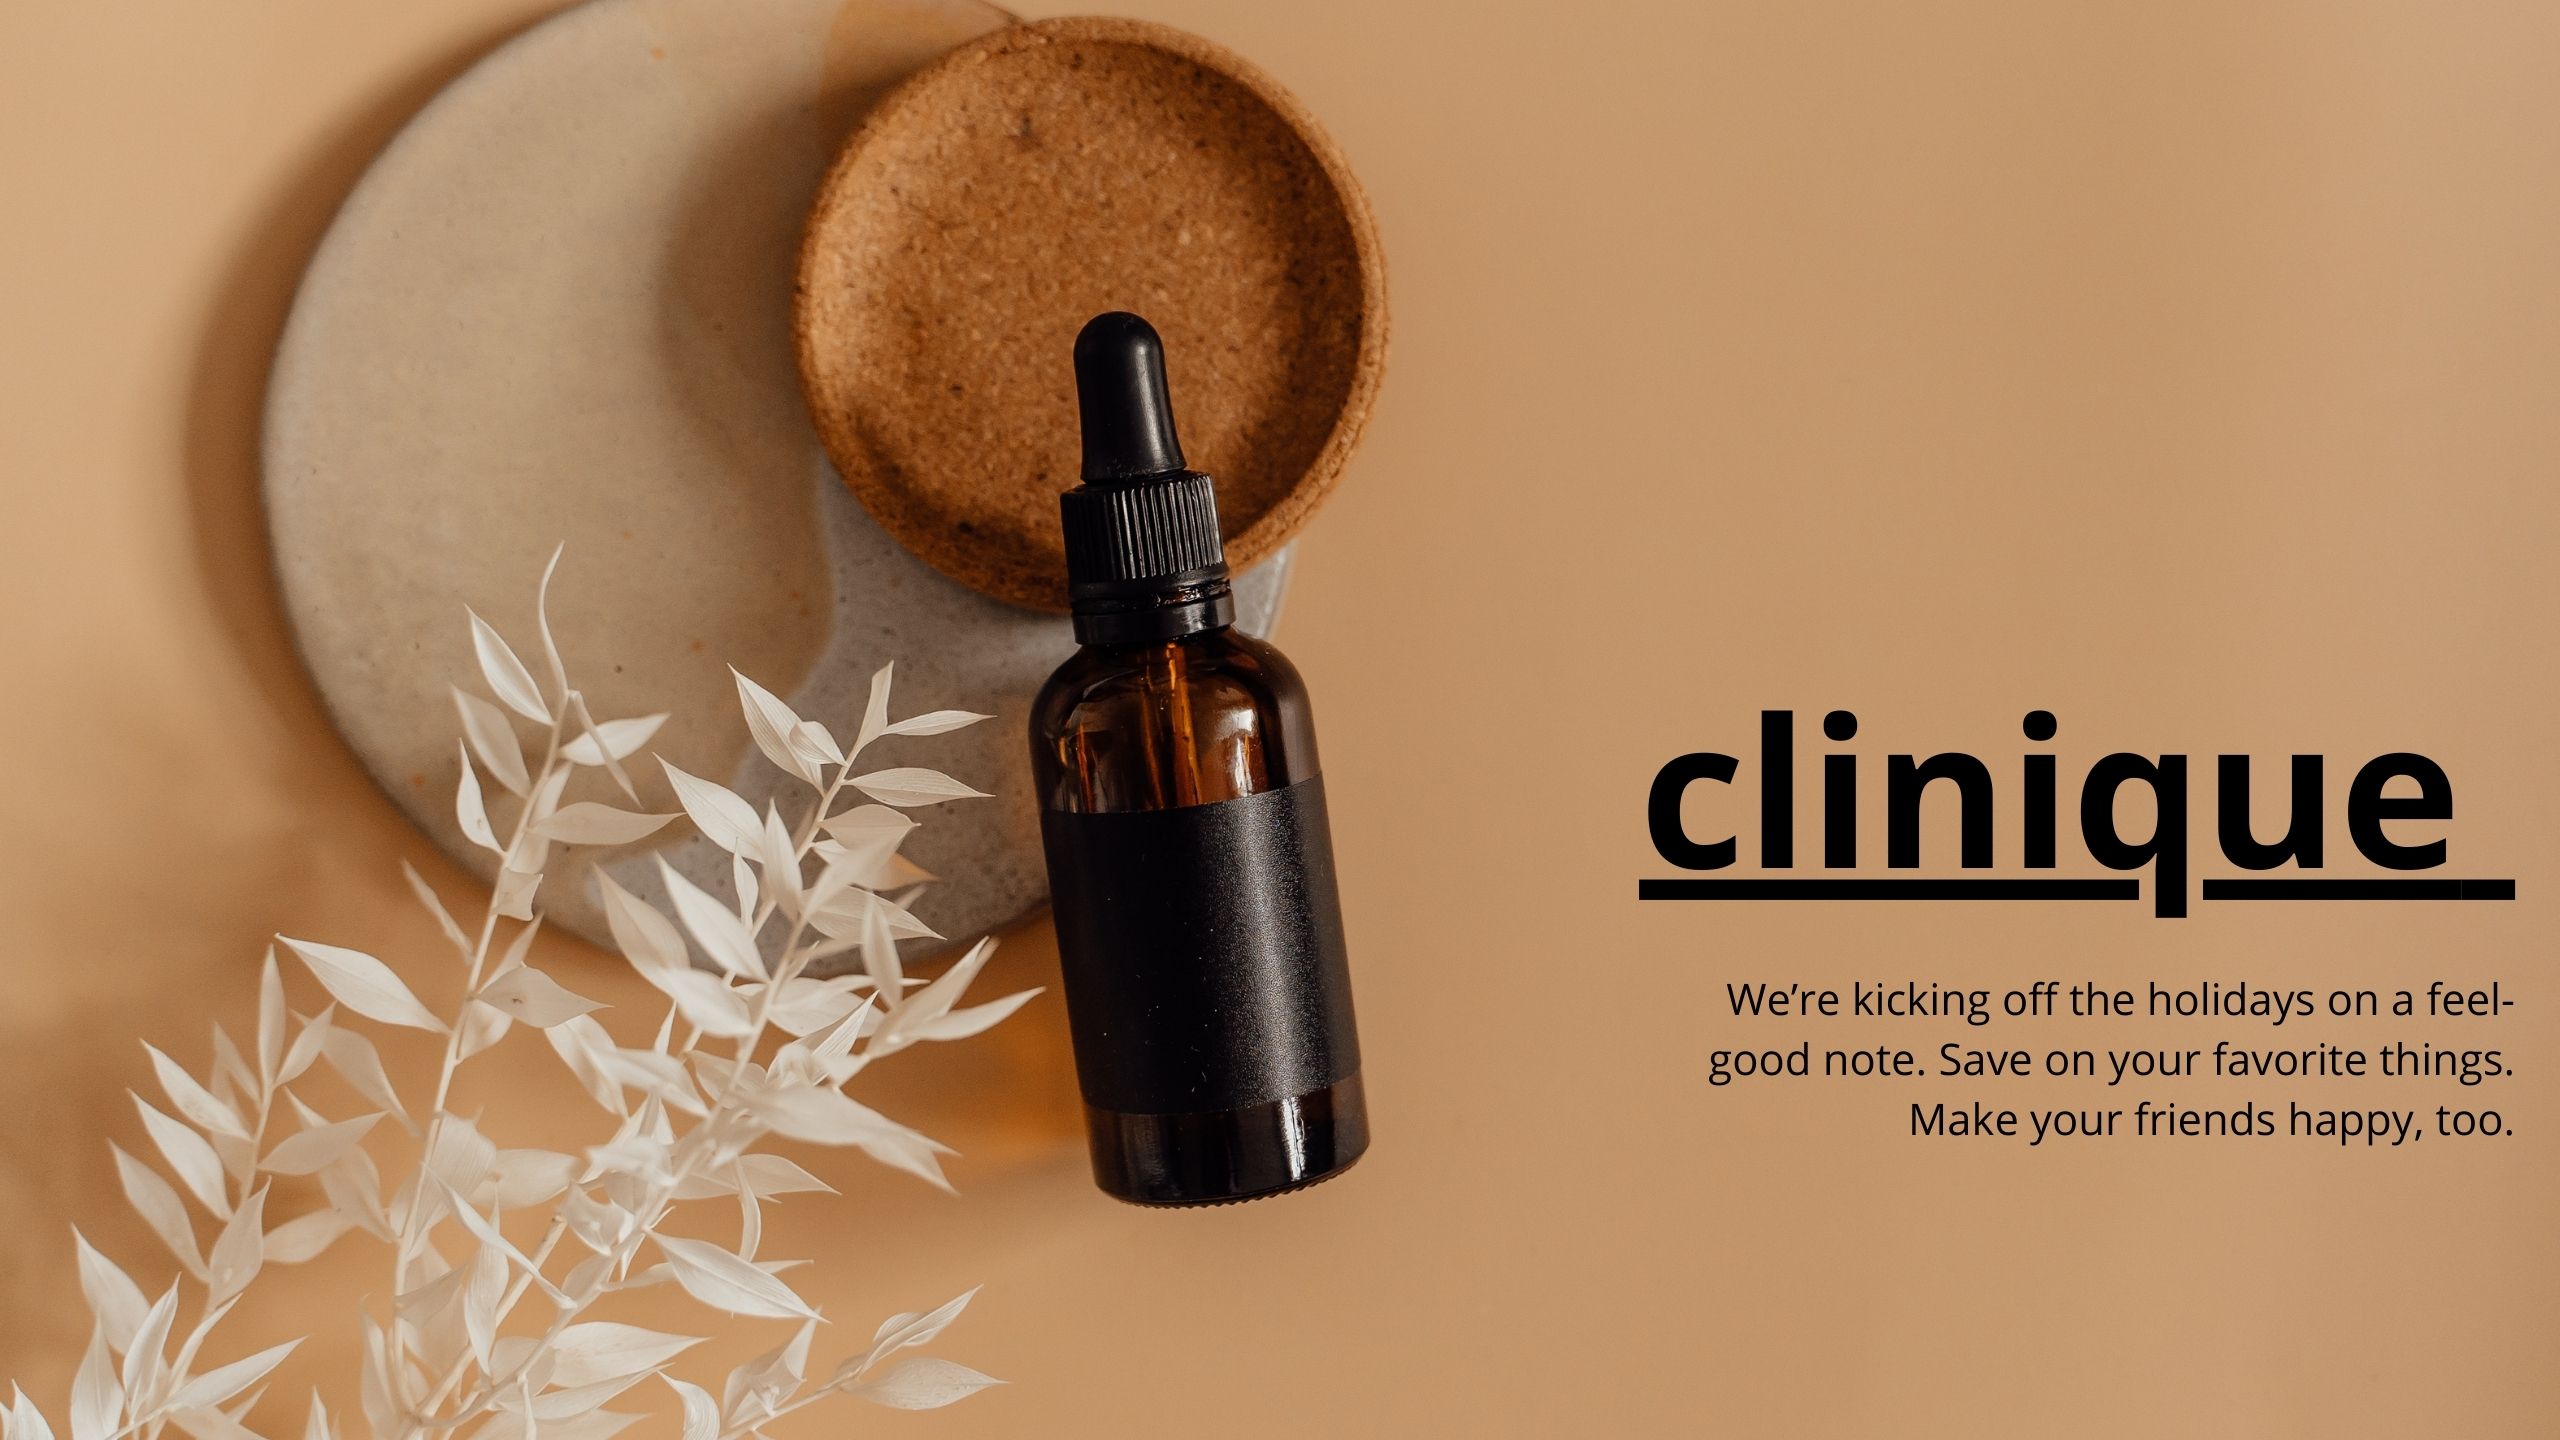 clinique
We’re kicking off the holidays on a feel-
good note. Save on your favorite things.
Make your friends happy, too.